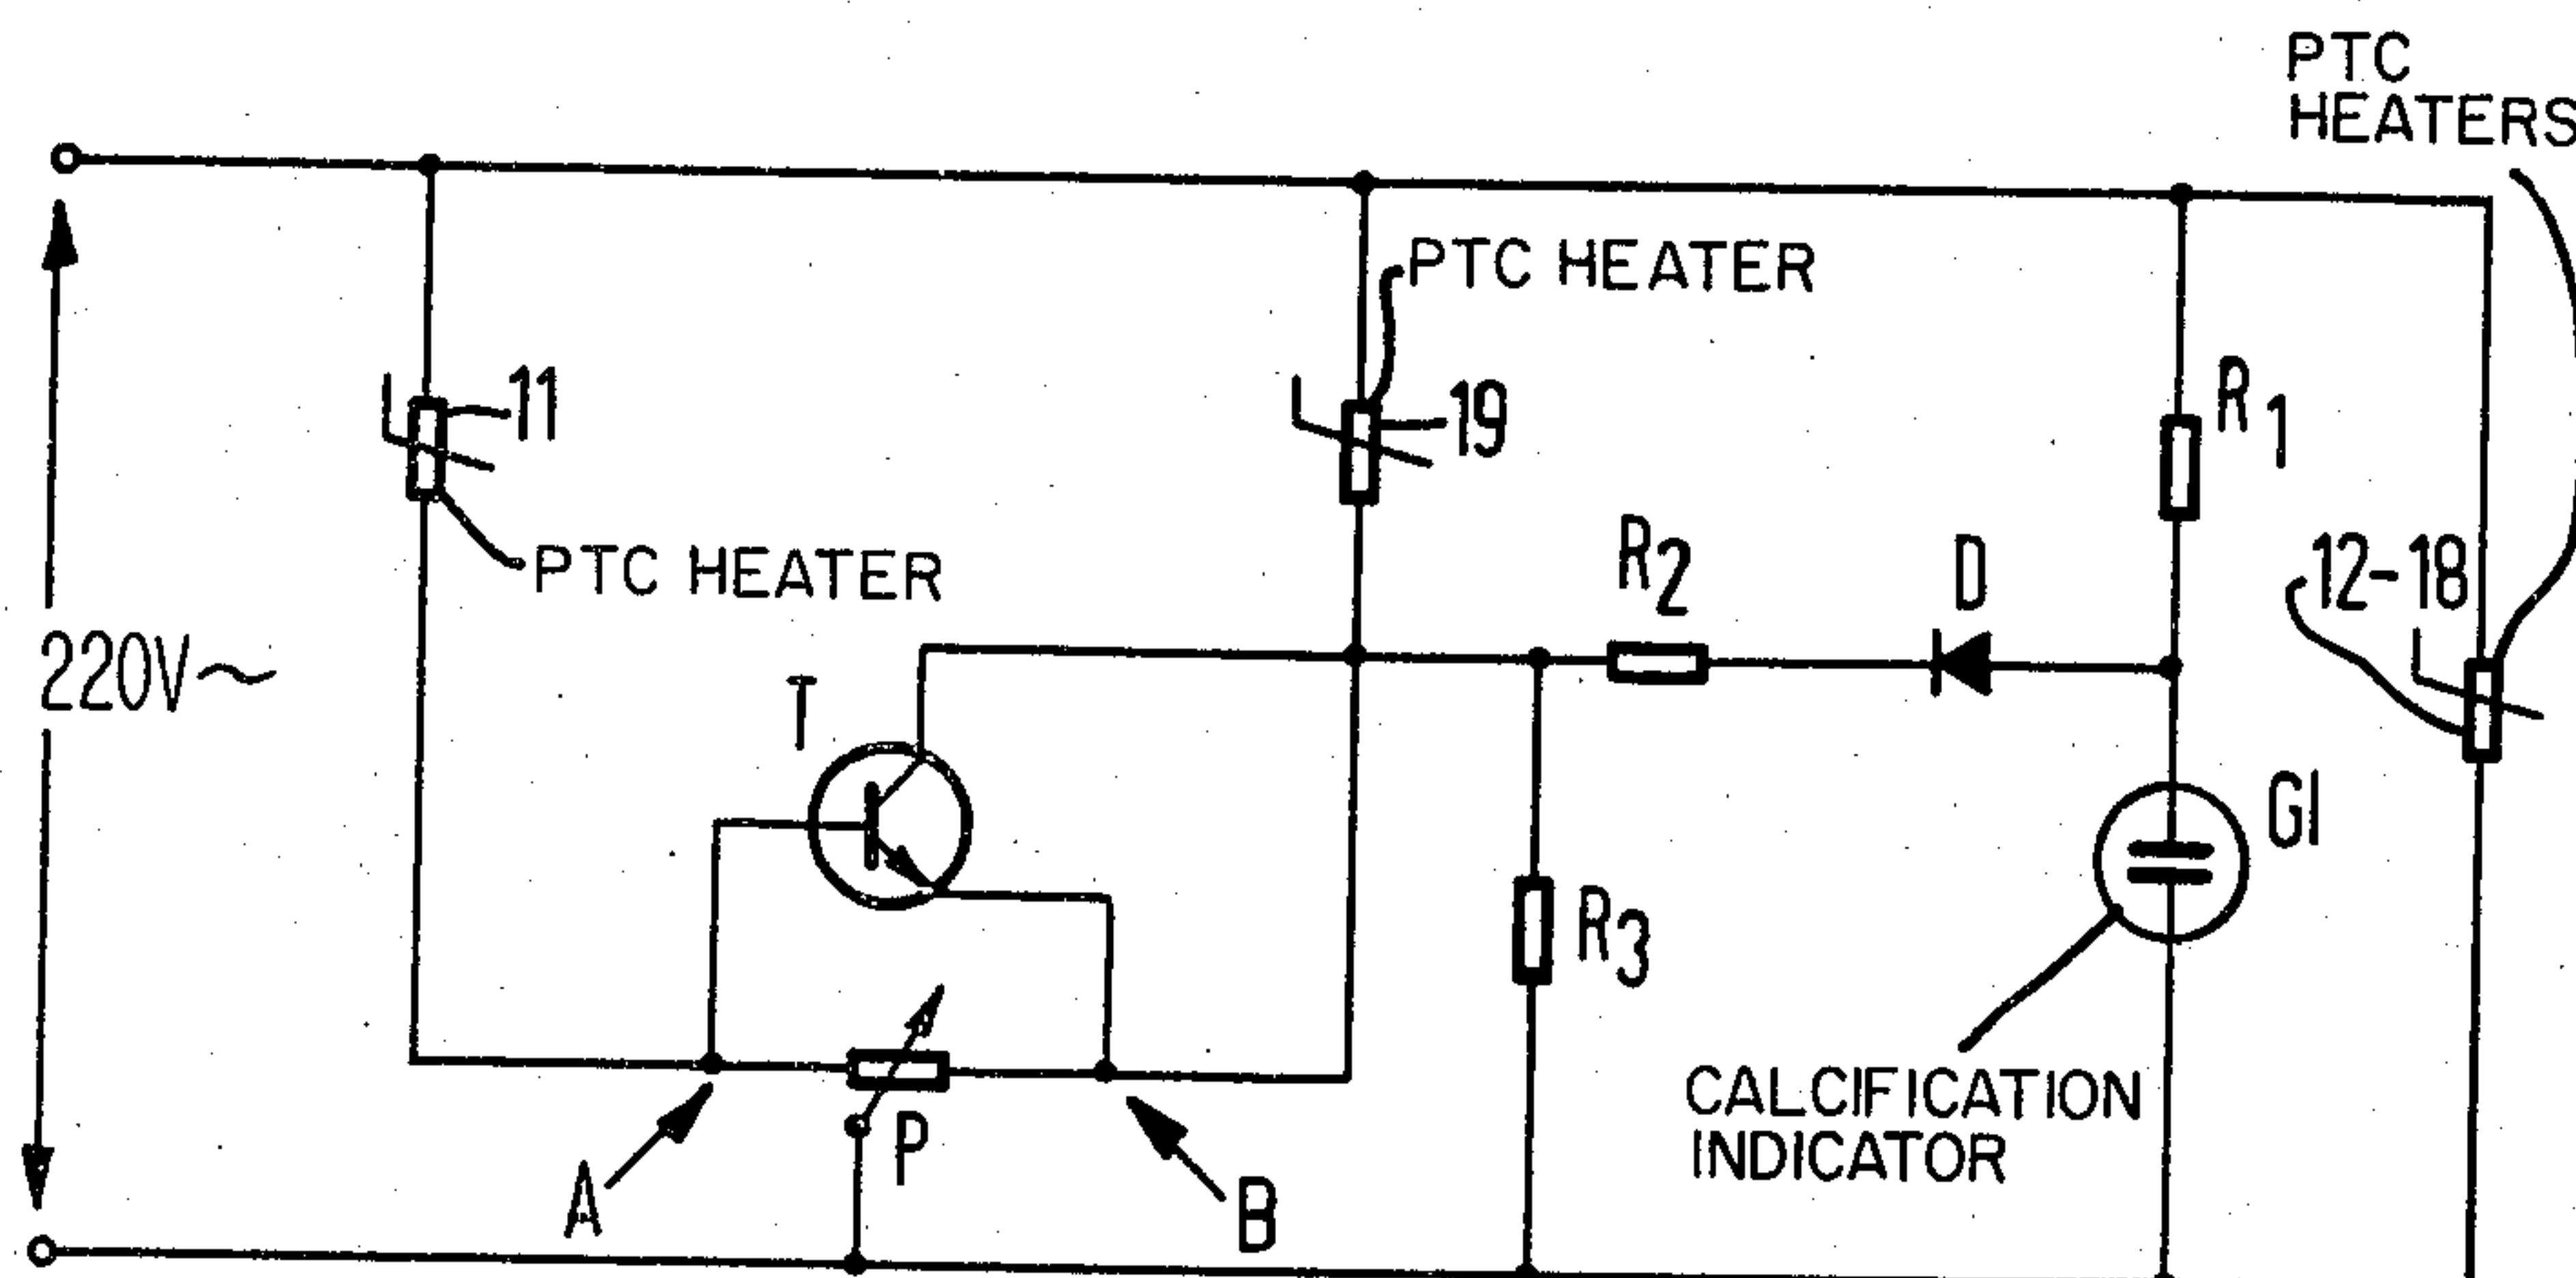 PTC
HEATERS
PTC HEATER
11
19
R1
PTC HEATER
R2
D
12-18
220V~
T
GI
R3
CALCIFICATION
INDICATOR
P
A
B